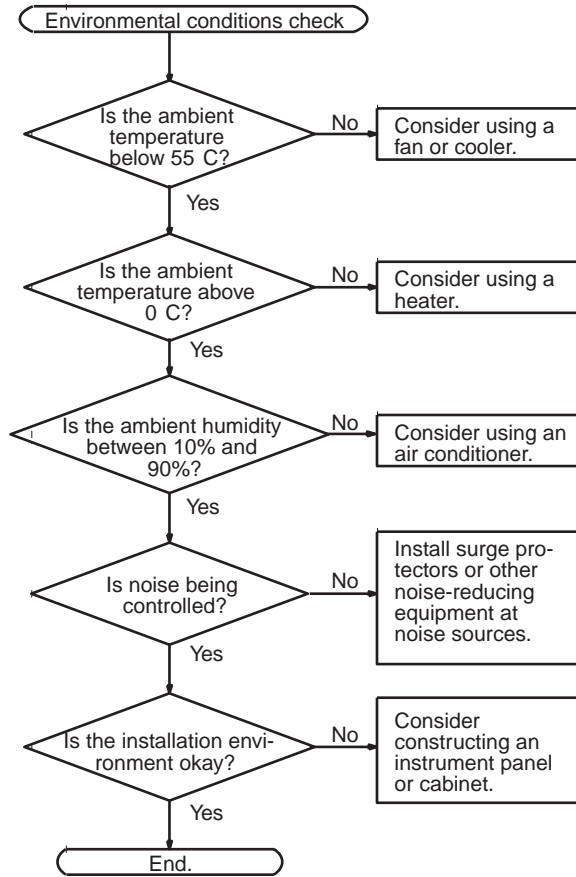 Environmental conditions check
Is the ambient
temperature
below 55 C?
No
Consider using a
fan or cooler.
Yes
Is the ambient
temperature above
0 C?
No
Consider using a
heater.
Yes
Is the ambient humidity
between 10% and
90%?
No
Consider using an
air conditioner.
Yes
Is noise being
controlled?
No
Install surge pro-
tectors or other
noise-reducing
equipment at
noise sources.
Yes
Is the installation envi-
ronment okay?
No
Consider
constructing an
instrument panel
or cabinet.
Yes
End.